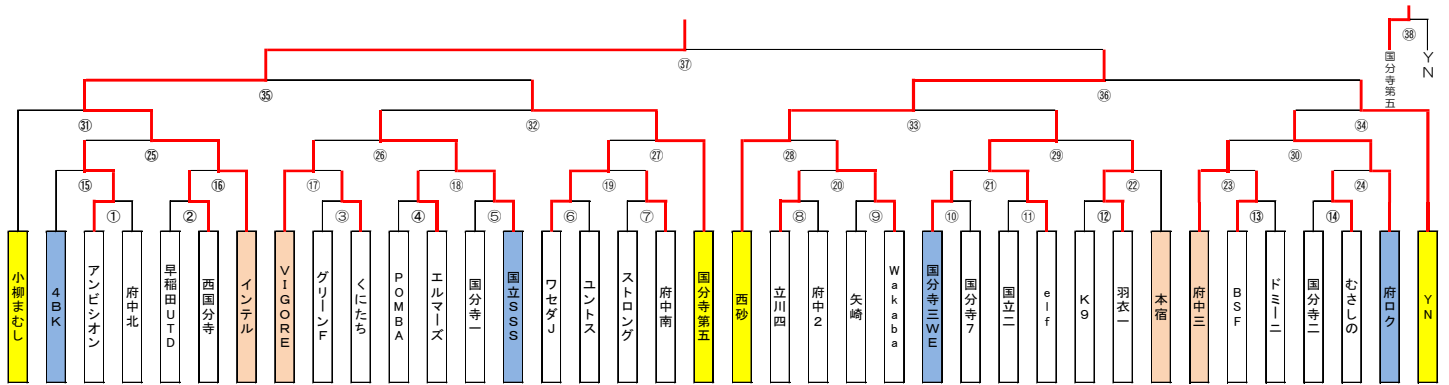 ㊳
国分寺第五
YN
㊲
㉟
㊱
㉛
㉜
㉝
㉞
㉕
㉖
㉗
㉘
㉙
㉚
⑮
⑯
⑰
⑱
⑲
⑳
㉑
㉒
㉓
㉔
①
②
③
④
⑤
⑥
⑦
⑧
⑨
⑩
⑪
⑫
⑬
⑭
小柳まむし
4BK
アンビシオン
府中北
早稲田UTD
西国分寺
インテル
VIGORE
グリーンF
くにたち
POMBA
エルマーズ
国分寺一
国立SSS
ワセダJ
ユントス
ストロング
府中南
国分寺第五
西砂
立川四
府中2
矢崎
Wakaba
国分寺三WE
国分寺7
国立二
elf
K9
羽衣一
本宿
府中三
BSF
ドミーニ
国分寺二
むさしの
府ロク
YN